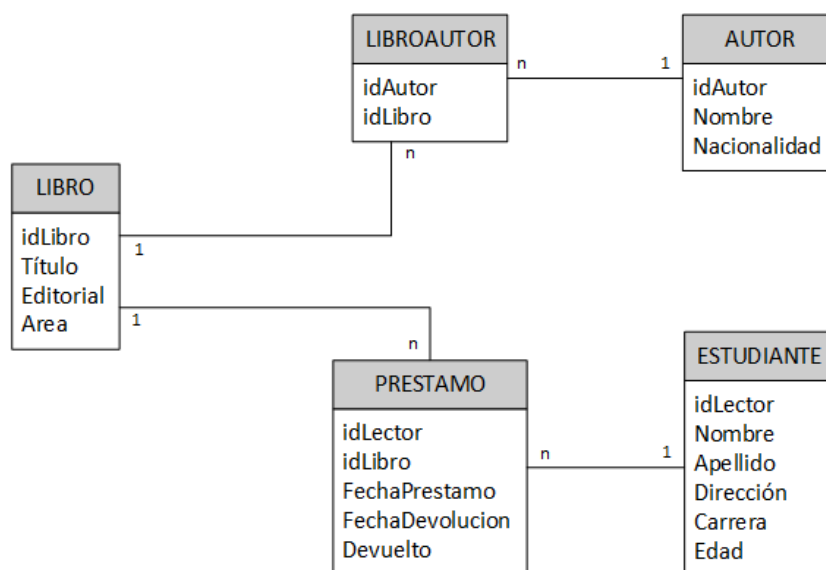 LIBROAUTOR
idAutor
idLibro
n
n
1
AUTOR
idAutor
Nombre
Nacionalidad
LIBRO
idLibro
Título
Editorial
Area
1
1
n
PRESTAMO
idLector
idLibro
FechaPrestamo
FechaDevolucion
Devuelto
n
1
ESTUDIANTE
idLector
Nombre
Apellido
Dirección
Carrera
Edad